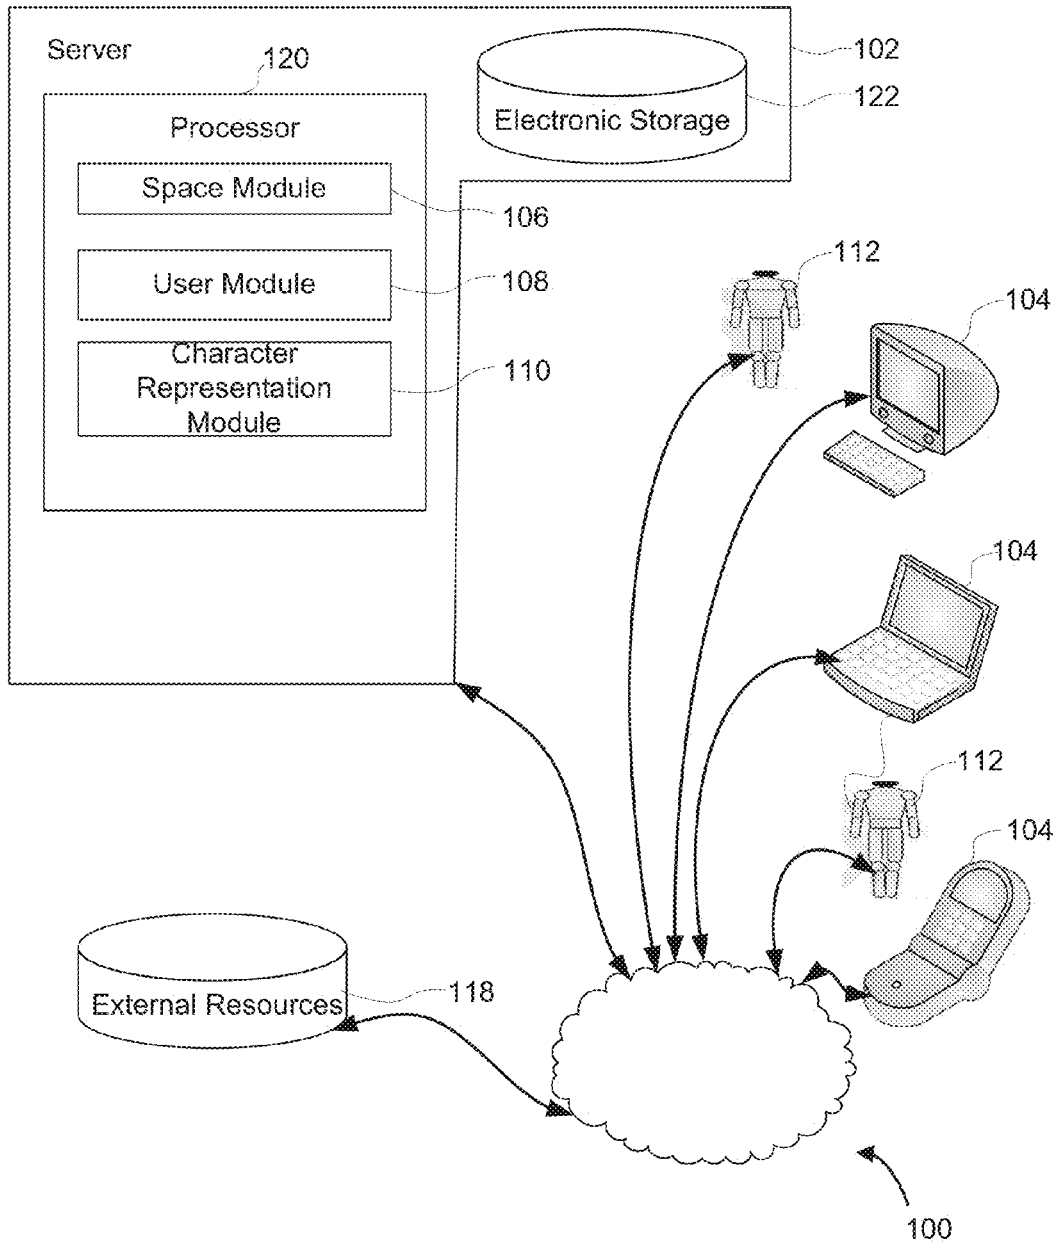 Server
102
120
122
Electronic Storage
Processor
Space Module
106
User Module
108
Character
Representation
Module
110
112
104
104
112
104
External Resources
118
100